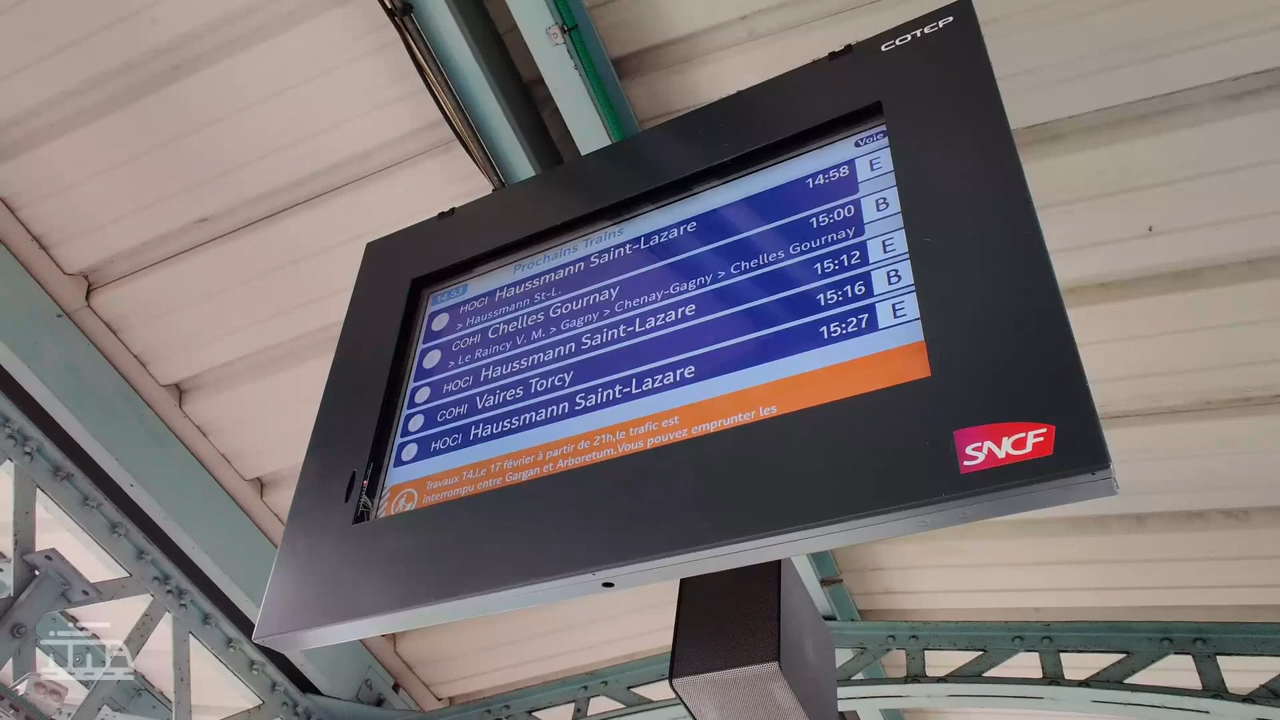 COTEP
14:53 Prochains Trains Voie
HOCI Haussmann Saint-Lazare 14:58 E
> Haussmann St-L.
COHI Chelles Gournay 15:00 B
> Le Raincy V. M. > Gagny > Chenay-Gagny > Chelles Gournay
HOCI Haussmann Saint-Lazare 15:12 E
COHI Vaires Torcy 15:16 B
HOCI Haussmann Saint-Lazare 15:27 E
Travaux T4,Le 17 février à partir de 21h,le trafic est
interrompu entre Gargan et Arboretum.Vous pouvez emprunter les
SNCF